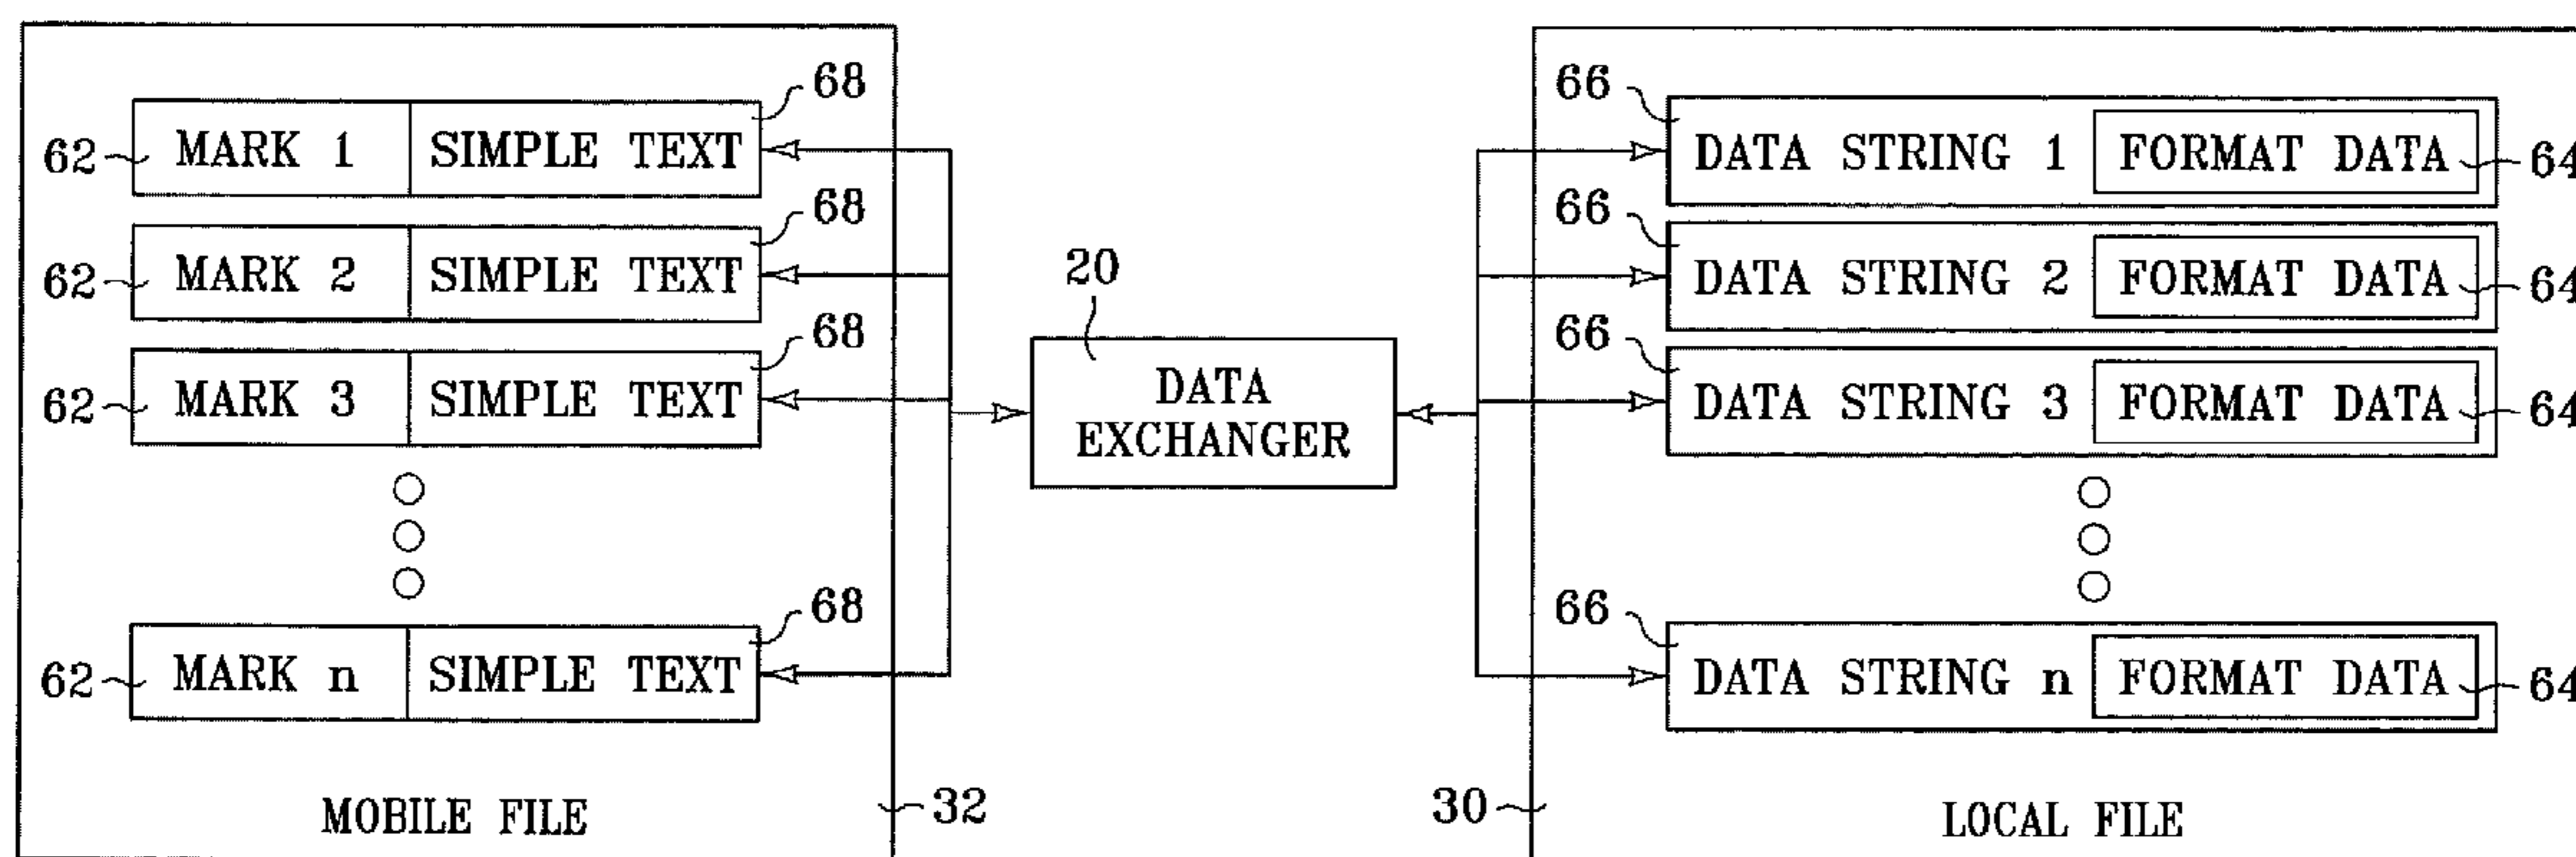 68
66
62 MARK 1 SIMPLE TEXT
DATA STRING 1 FORMAT DATA 64
68
66
62 MARK 2 SIMPLE TEXT
DATA STRING 2 FORMAT DATA 64
20
68
66
62 MARK 3 SIMPLE TEXT
DATA STRING 3 FORMAT DATA 64
DATA
EXCHANGER
68
66
62 MARK n SIMPLE TEXT
DATA STRING n FORMAT DATA 64
32
30
MOBILE FILE
LOCAL FILE